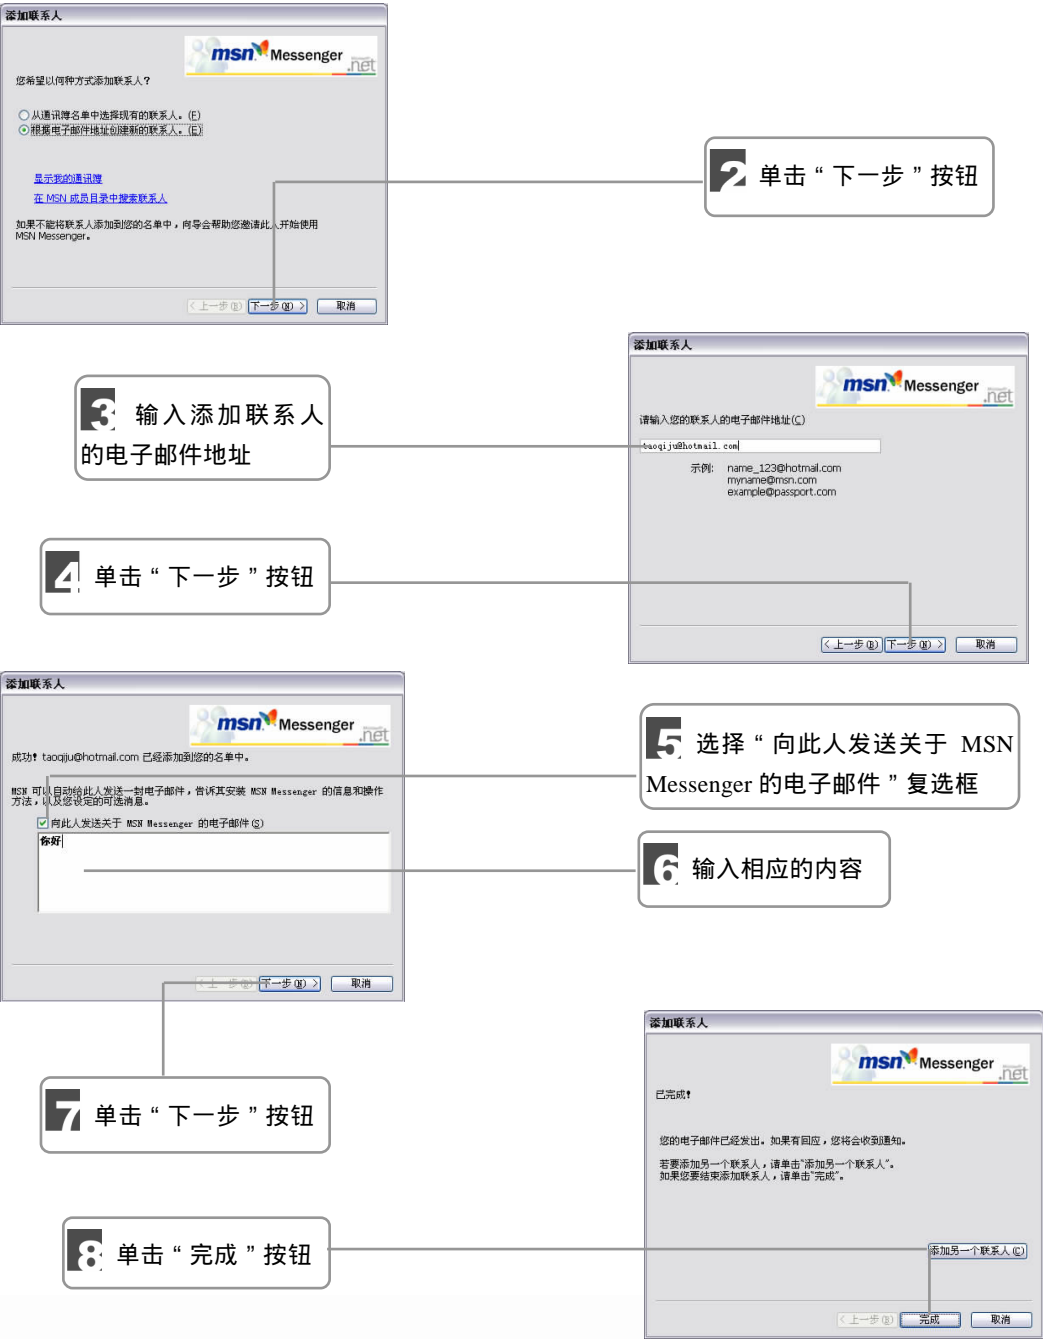 添加联系人
msn Messenger
.net
您希望以何种方式添加联系人?
从通讯簿名单中选择现有的联系人。(F)
根据电子邮件地址创建新的联系人。(E)
显示我的通讯簿
在 MSN 成员目录中搜索联系人
如果不能将联系人添加到您的名单中，向导会帮助您邀请此人开始使用
MSN Messenger。
< 上一步(B) 下一步(N) > 取消
2 单击“下一步”按钮
添加联系人
msn Messenger
.net
请输入您的联系人的电子邮件地址(C)
taoqiju@hotmail.com
示例: name_123@hotmail.com
myname@msn.com
example@passport.com
< 上一步(B) 下一步(N) > 取消
3 输入添加联系人
的电子邮件地址
4 单击“下一步”按钮
添加联系人
msn Messenger
.net
成功! taoqiju@hotmail.com 已经添加到您的名单中。
MSN 可以自动给此人发送一封电子邮件，告诉其安装 MSN Messenger 的信息和操作
方法，以及您设定的可选消息。
向此人发送关于 MSN Messenger 的电子邮件(S)
你好
< 上一步(B) 下一步(N) > 取消
5 选择“向此人发送关于 MSN
Messenger 的电子邮件”复选框
6 输入相应的内容
7 单击“下一步”按钮
添加联系人
msn Messenger
.net
已完成!
您的电子邮件已经发出。如果有回应，您将会收到通知。
若要添加另一个联系人，请单击“添加另一个联系人”。
如果您要结束添加联系人，请单击“完成”。
添加另一个联系人(C)
< 上一步(B) 完成 取消
8 单击“完成”按钮